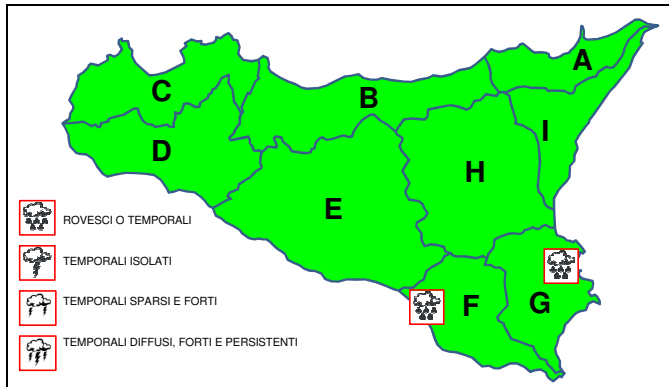 A
C
B
I
D
H
E
ROVESCI O TEMPORALI
TEMPORALI ISOLATI
TEMPORALI SPARSI E FORTI
F
G
TEMPORALI DIFFUSI, FORTI E PERSISTENTI